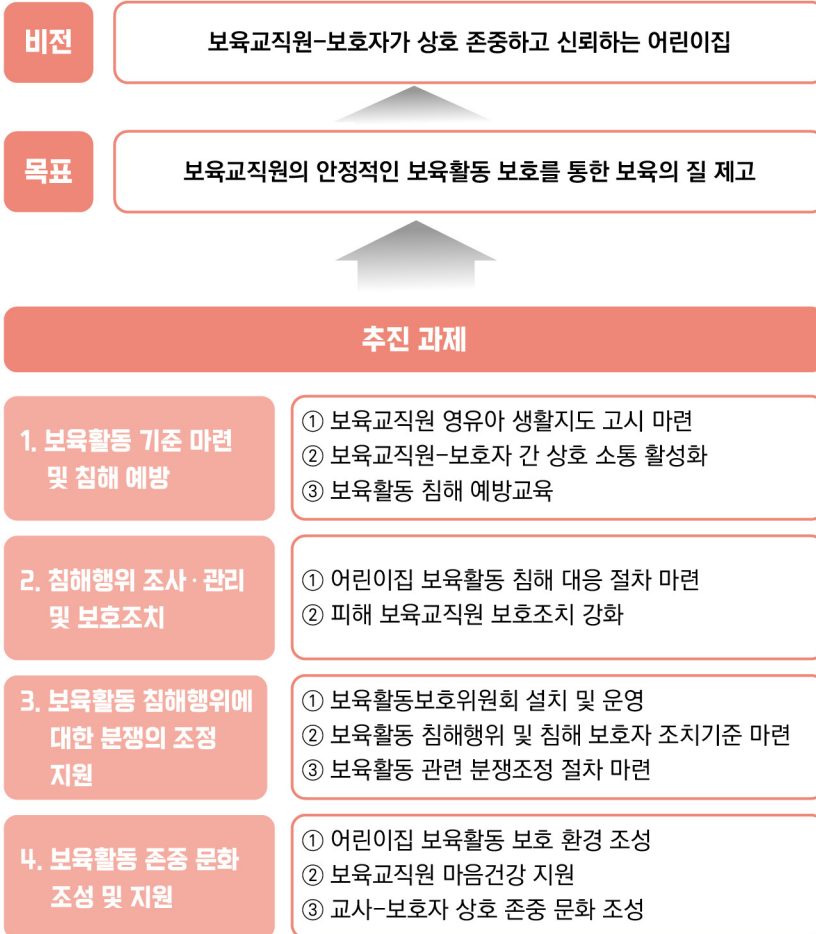 비전
보육교직원-보호자가 상호 존중하고 신뢰하는 어린이집
목표
보육교직원의 안정적인 보육활동 보호를 통한 보육의 질 제고
추진 과제
1. 보육활동 기준 마련
및 침해 예방
① 보육교직원 영유아 생활지도 고시 마련
② 보육교직원-보호자 간 상호 소통 활성화
③ 보육활동 침해 예방교육
2. 침해행위 조사·관리
및 보호조치
① 어린이집 보육활동 침해 대응 절차 마련
② 피해 보육교직원 보호조치 강화
3. 보육활동 침해행위에
대한 분쟁의 조정
지원
① 보육활동보호위원회 설치 및 운영
② 보육활동 침해행위 및 침해 보호자 조치기준 마련
③ 보육활동 관련 분쟁조정 절차 마련
4. 보육활동 존중 문화
조성 및 지원
① 어린이집 보육활동 보호 환경 조성
② 보육교직원 마음건강 지원
③ 교사-보호자 상호 존중 문화 조성